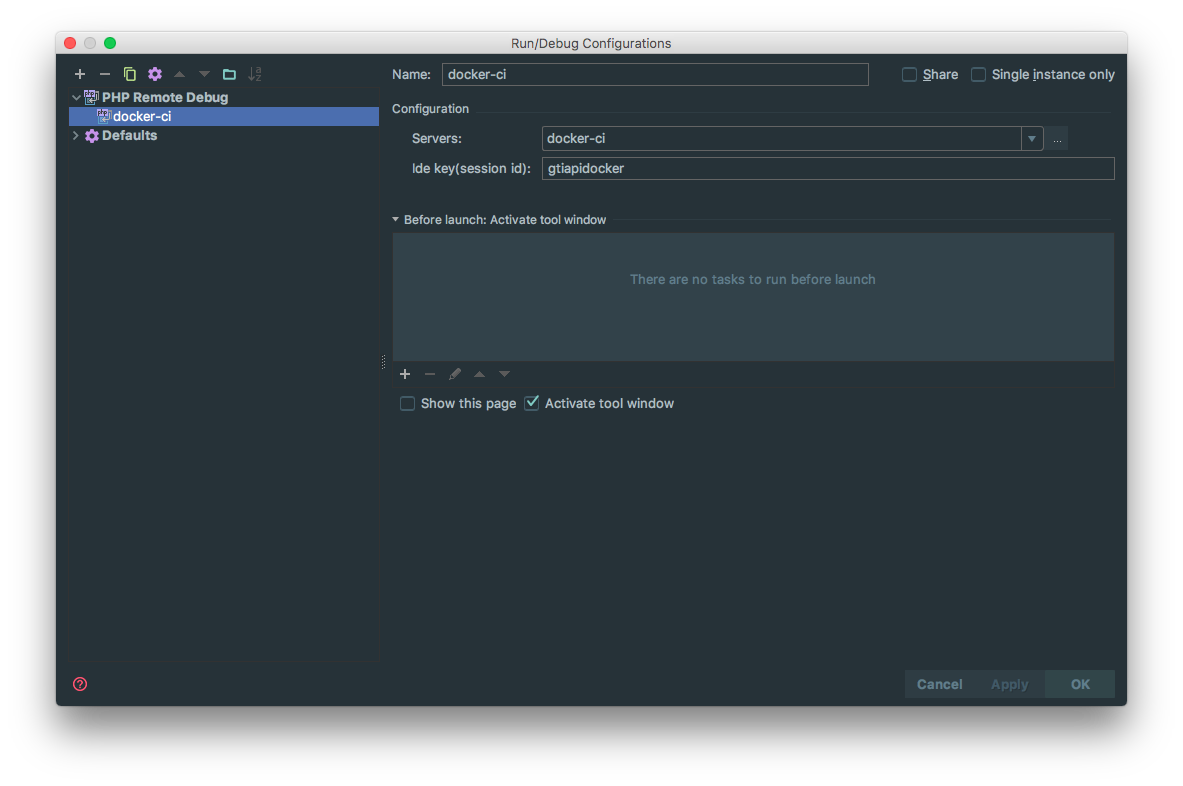 Run/Debug Configurations
Name: docker-ci Share Single instance only
PHP Remote Debug
docker-ci
Defaults
Configuration
Servers: docker-ci ...
Ide key(session id): gtiapidocker
Before launch: Activate tool window
There are no tasks to run before launch
Show this page Activate tool window
? Cancel Apply OK